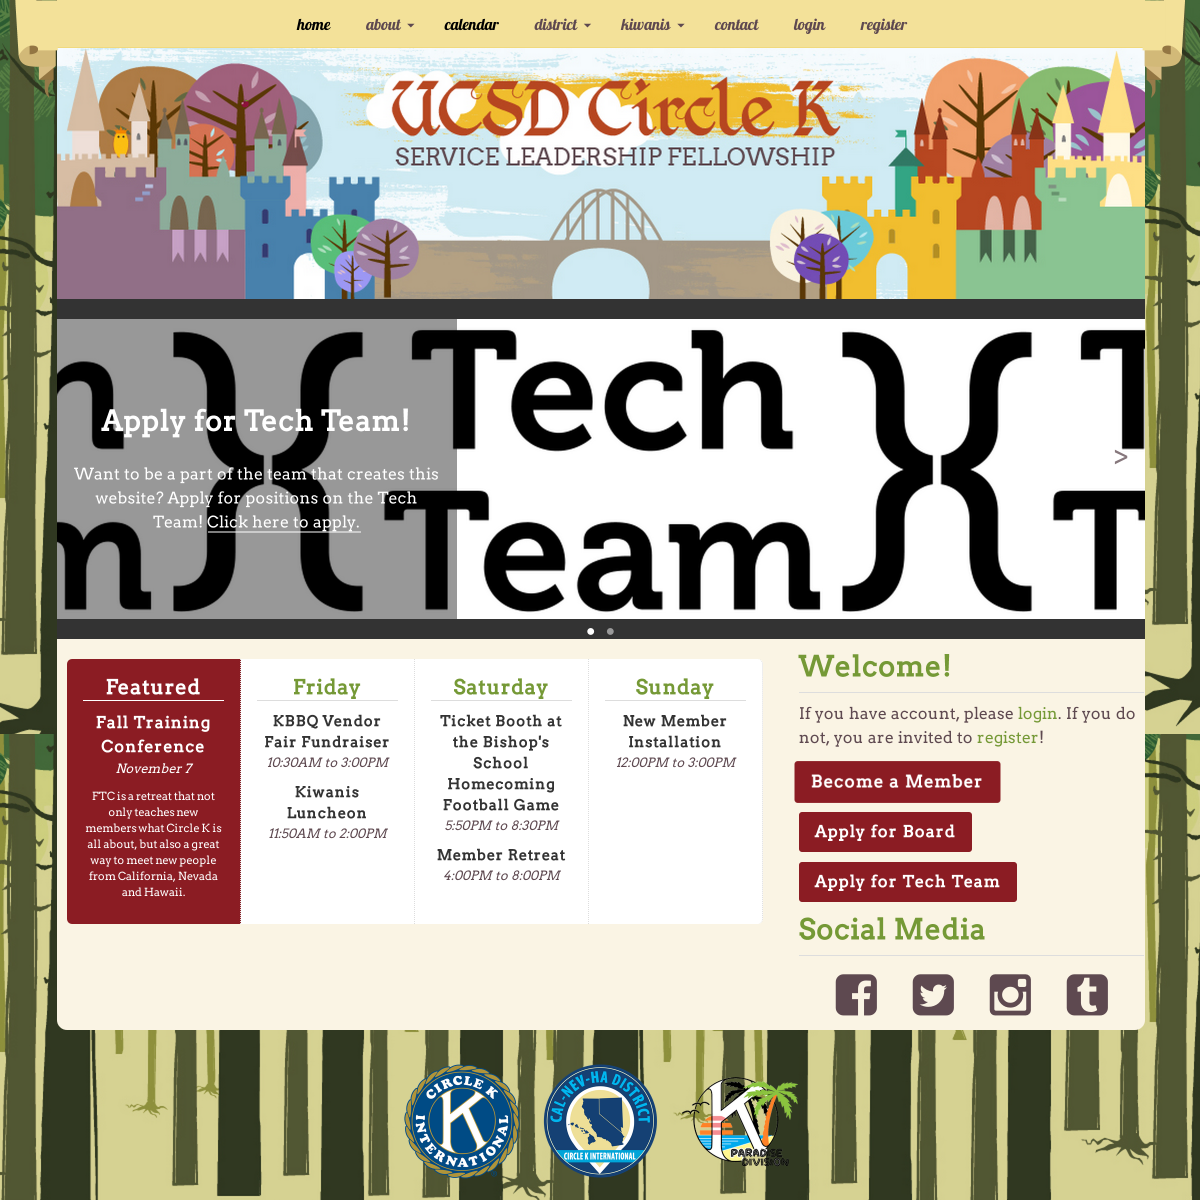 home about calendar district kiwanis contact login register
UCSD Circle K
SERVICE LEADERSHIP FELLOWSHIP
n }{ Tech }{ T
m Team T
Apply for Tech Team!
Want to be a part of the team that creates this
website? Apply for positions on the Tech
Team! Click here to apply.
>
Featured
Fall Training
Conference
November 7
FTC is a retreat that not
only teaches new
members what Circle K is
all about, but also a great
way to meet new people
from California, Nevada
and Hawaii.
Friday
KBBQ Vendor
Fair Fundraiser
10:30AM to 3:00PM
Kiwanis
Luncheon
11:50AM to 2:00PM
Saturday
Ticket Booth at
the Bishop's
School
Homecoming
Football Game
5:50PM to 8:30PM
Member Retreat
4:00PM to 8:00PM
Sunday
New Member
Installation
12:00PM to 3:00PM
Welcome!
If you have account, please login. If you do
not, you are invited to register!
Become a Member
Apply for Board
Apply for Tech Team
Social Media
CIRCLE K
K
INTERNATIONAL
CAL-NEV-HA DISTRICT
CIRCLE K INTERNATIONAL
K
PARADISE
DIVISION